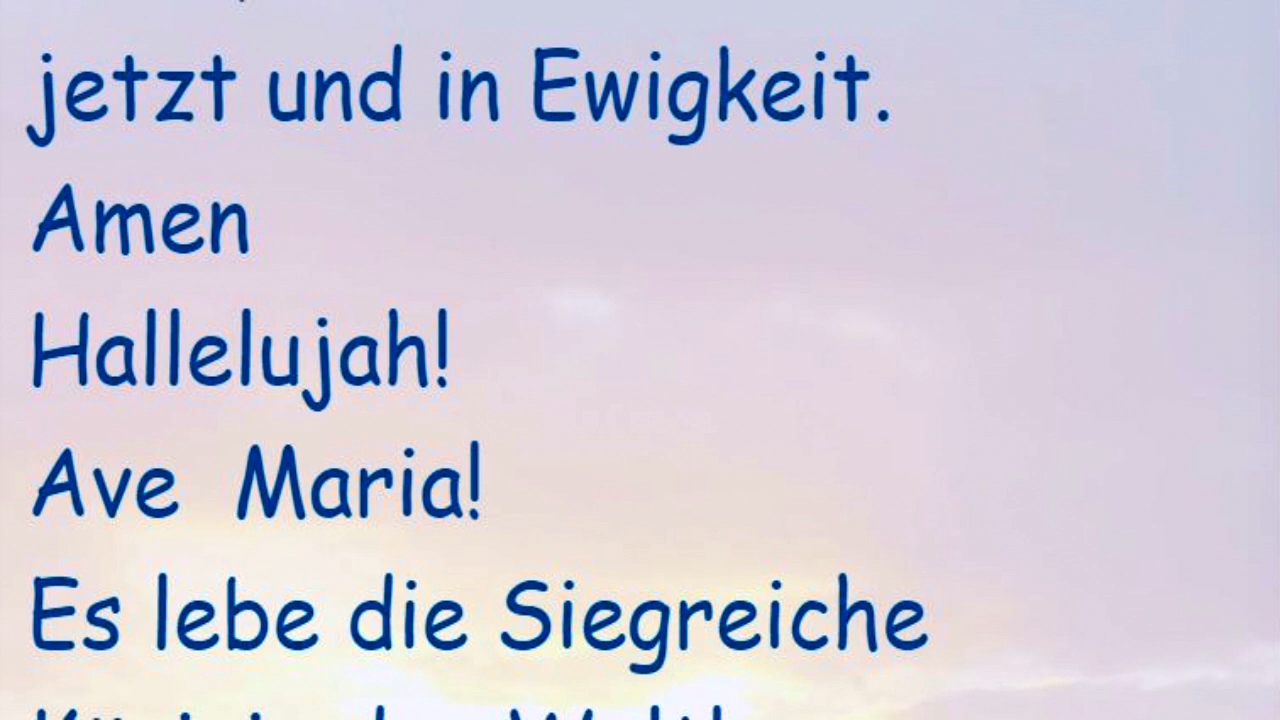 jetzt und in Ewigkeit.
Amen
Hallelujah!
Ave Maria!
Es lebe die Siegreiche